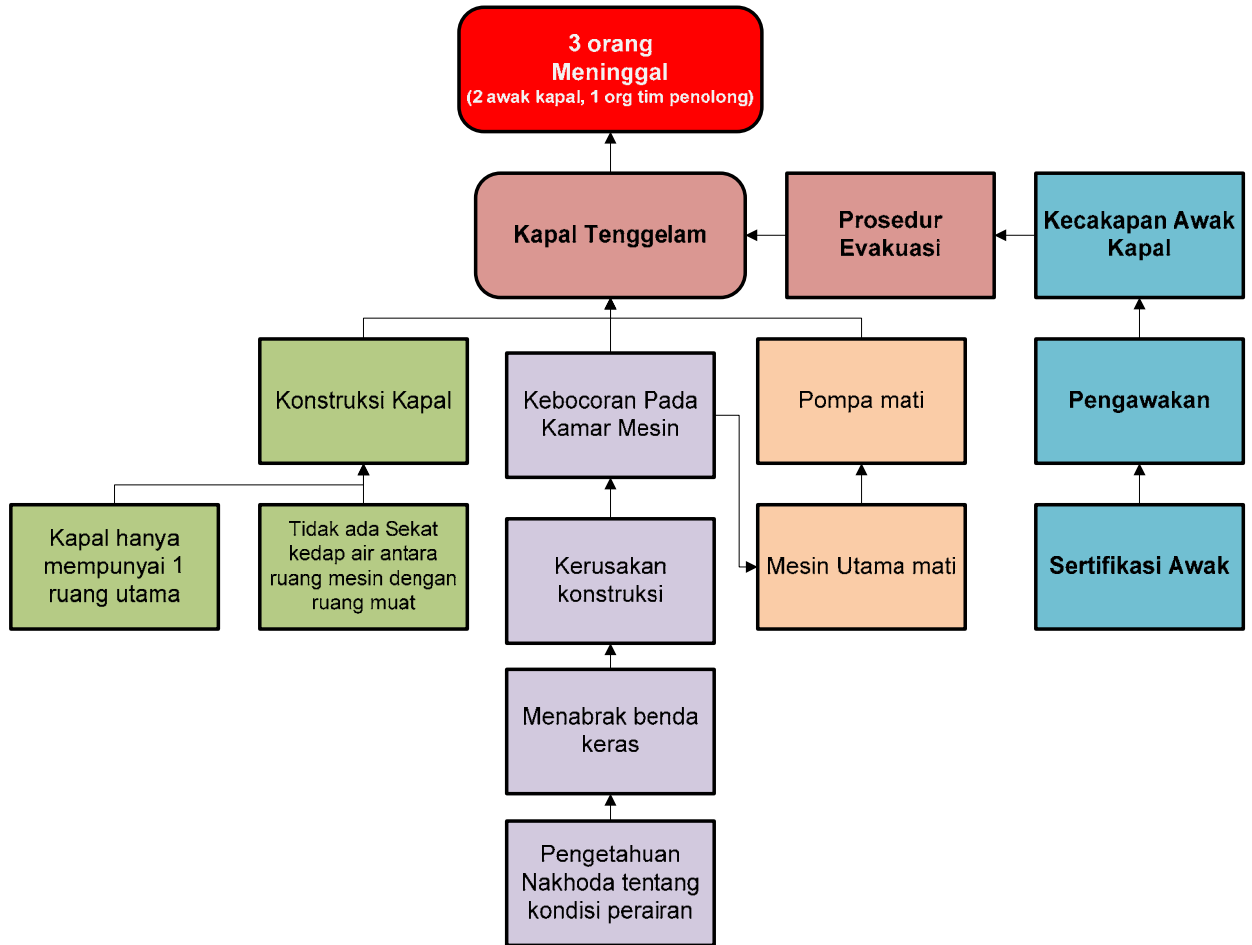 3 orang
Meninggal
(2 awak kapal, 1 org tim penolong)
Kapal Tenggelam
Prosedur
Evakuasi
Kecakapan Awak
Kapal
Konstruksi Kapal
Kebocoran Pada
Kamar Mesin
Pompa mati
Pengawakan
Kapal hanya
mempunyai 1
ruang utama
Tidak ada Sekat
kedap air antara
ruang mesin dengan
ruang muat
Kerusakan
konstruksi
Mesin Utama mati
Sertifikasi Awak
Menabrak benda
keras
Pengetahuan
Nakhoda tentang
kondisi perairan